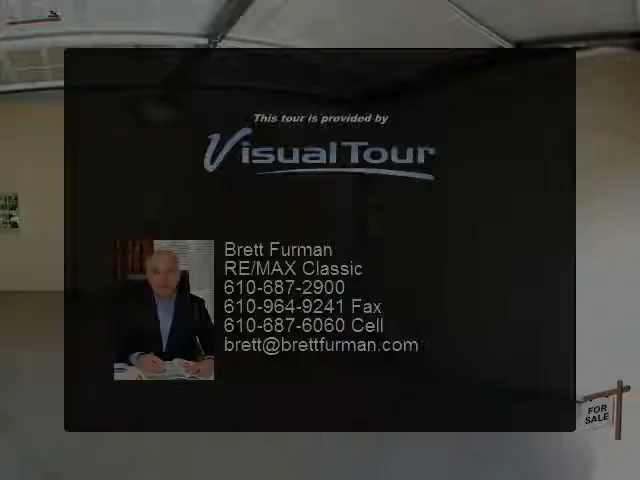 This tour is provided by
VisualTour
Brett Furman
RE/MAX Classic
610-687-2900
610-964-9241 Fax
610-687-6060 Cell
brett@brettfurman.com
FOR
SALE